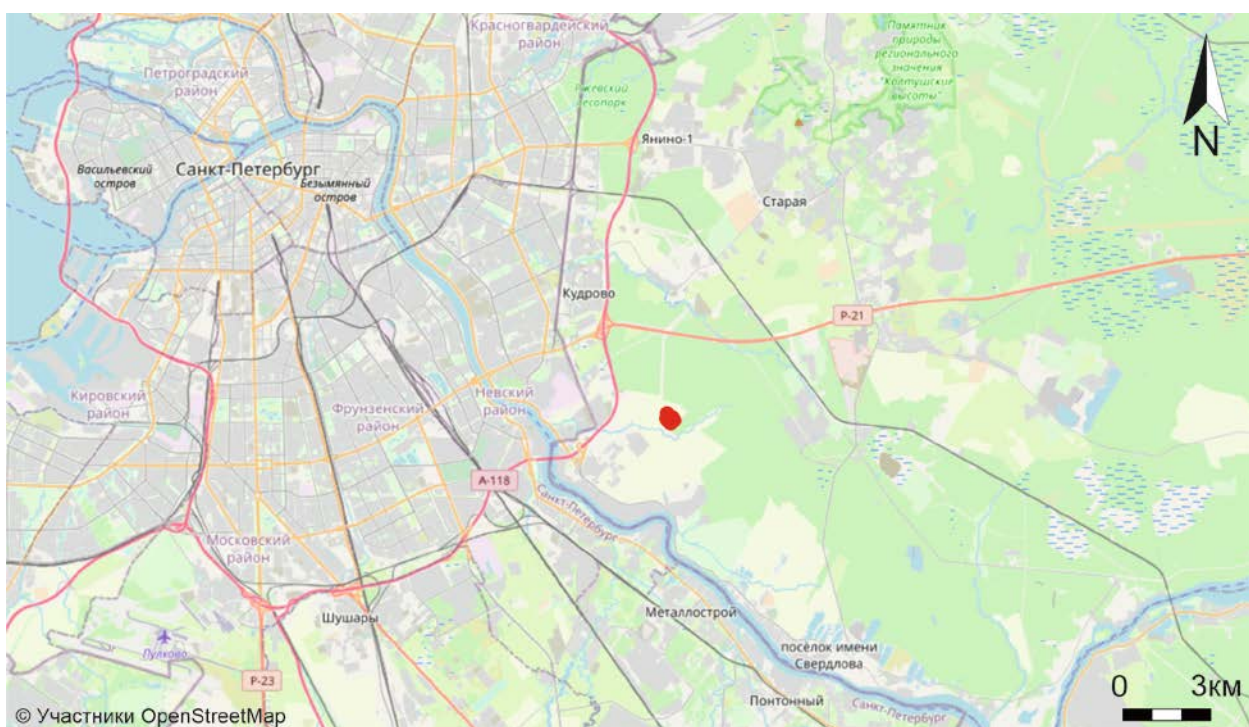 Красногвардейский
район
Памятник
природы
регионального
значения
"Колтушские
высоты"
Петроградский
район
Ржевский
лесопарк
N
Янино-1
Васильевский
остров
Санкт-Петербург
Безымянный
остров
Старая
Кудрово
Р-21
Кировский
район
Фрунзенский
район
Невский
район
А-118
Санкт-Петербург
Московский
район
Шушары
Металлострой
Пулково
посёлок имени
Свердлова
Р-23
Понтонный
0 3км
© Участники OpenStreetMap
Санкт-Петербург